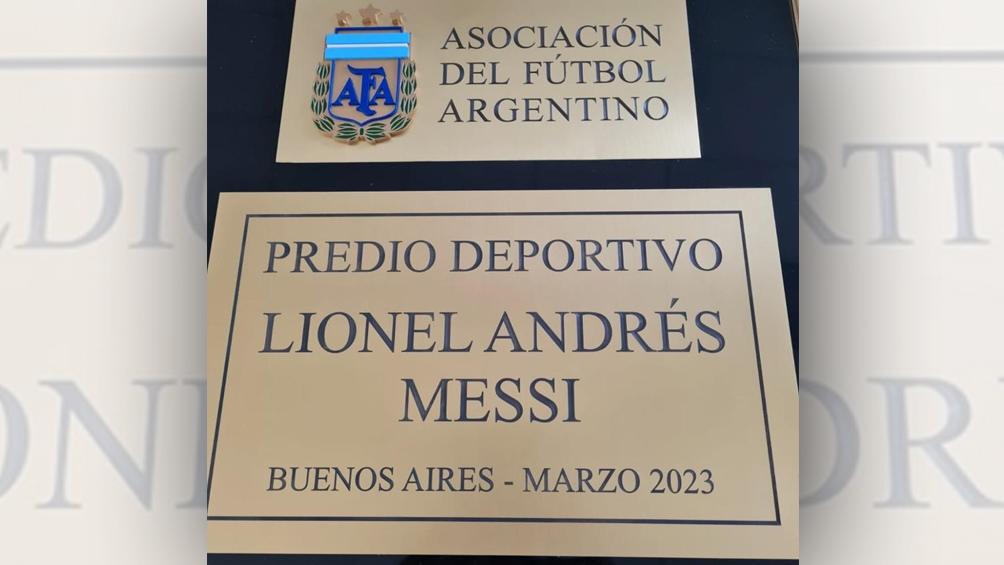 AFA
ASOCIACIÓN
DEL FÚTBOL
ARGENTINO
PREDIO DEPORTIVO
LIONEL ANDRÉS
MESSI
BUENOS AIRES - MARZO 2023